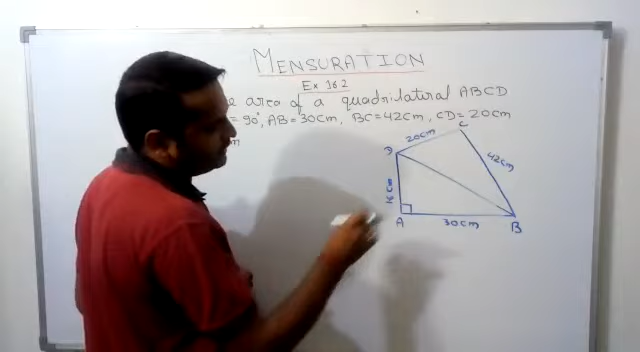 MENSURATION
Ex 16.2
area of a quadrilateral ABCD
= 90°, AB = 30cm, BC = 42cm, CD = 20cm
20cm
C
D
42cm
A
30cm
B